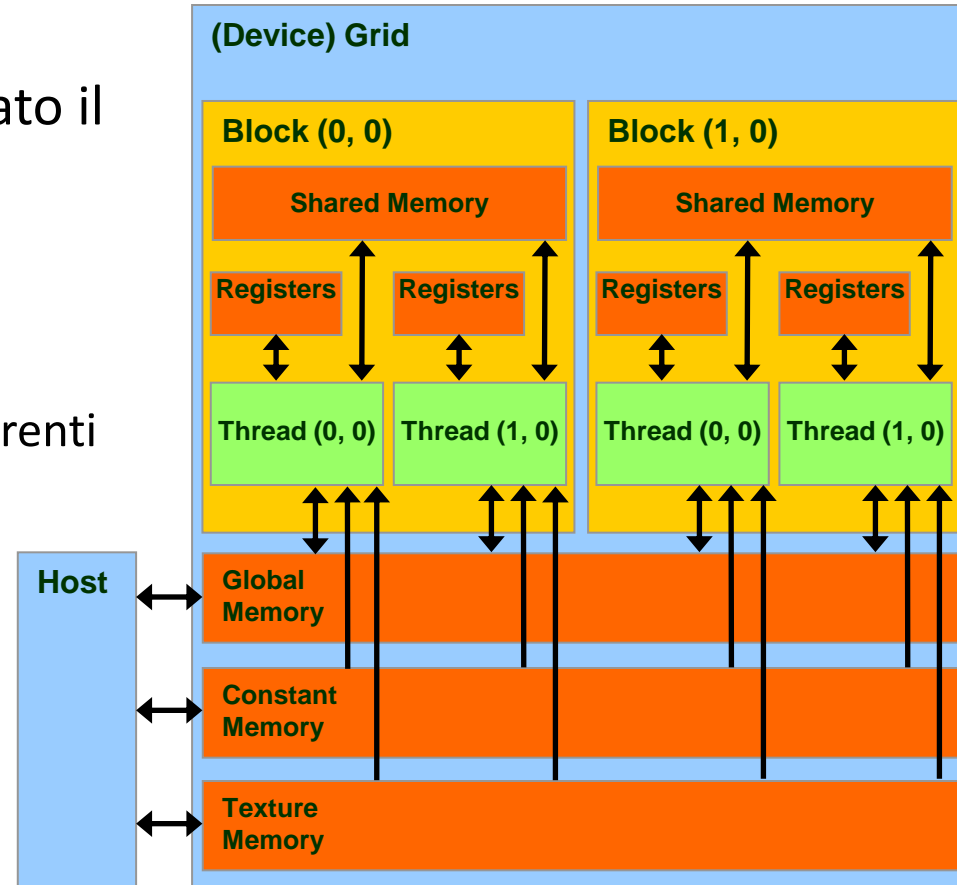 ato il
renti
(Device) Grid
Block (0, 0)
Block (1, 0)
Shared Memory
Shared Memory
Registers
Registers
Registers
Registers
Thread (0, 0)
Thread (1, 0)
Thread (0, 0)
Thread (1, 0)
Host
Global
Memory
Constant
Memory
Texture
Memory